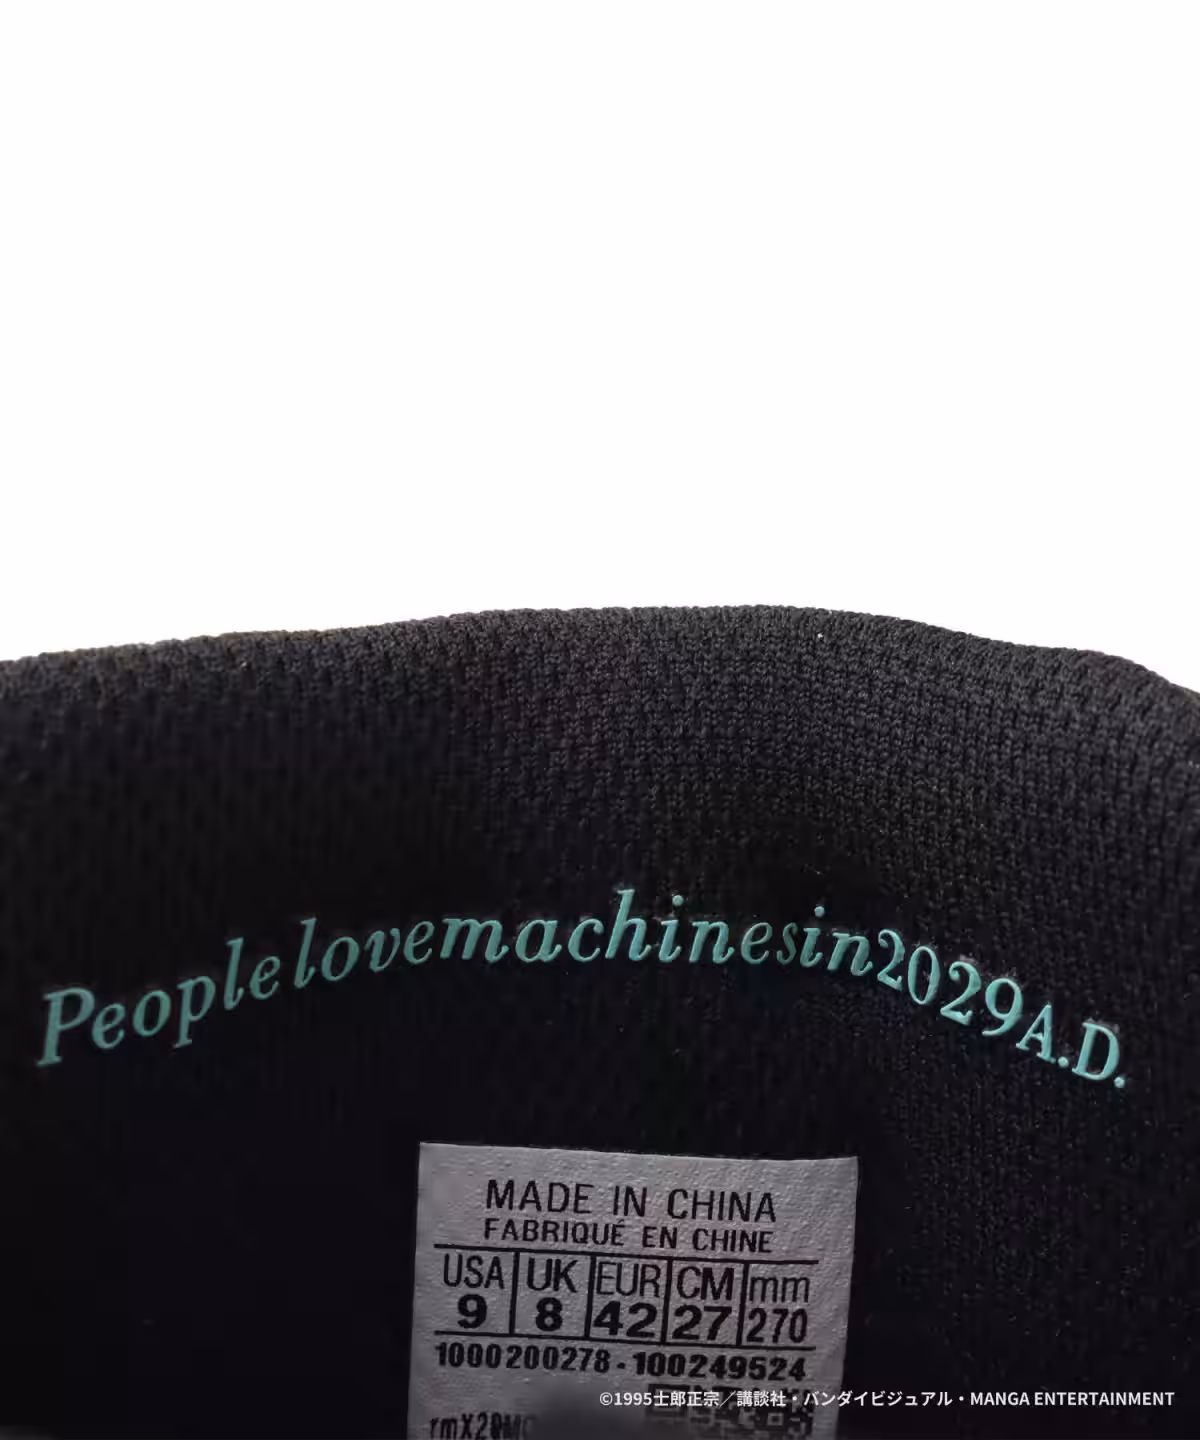 Peoplelovemachinesin2029A.D.
MADE IN CHINA
FABRIQUÉ EN CHINE
USA UK EUR CM mm
9 8 42 27 270
1000200278-100249524
©1995士郎正宗／講談社・バンダイビジュアル・MANGA ENTERTAINMENT